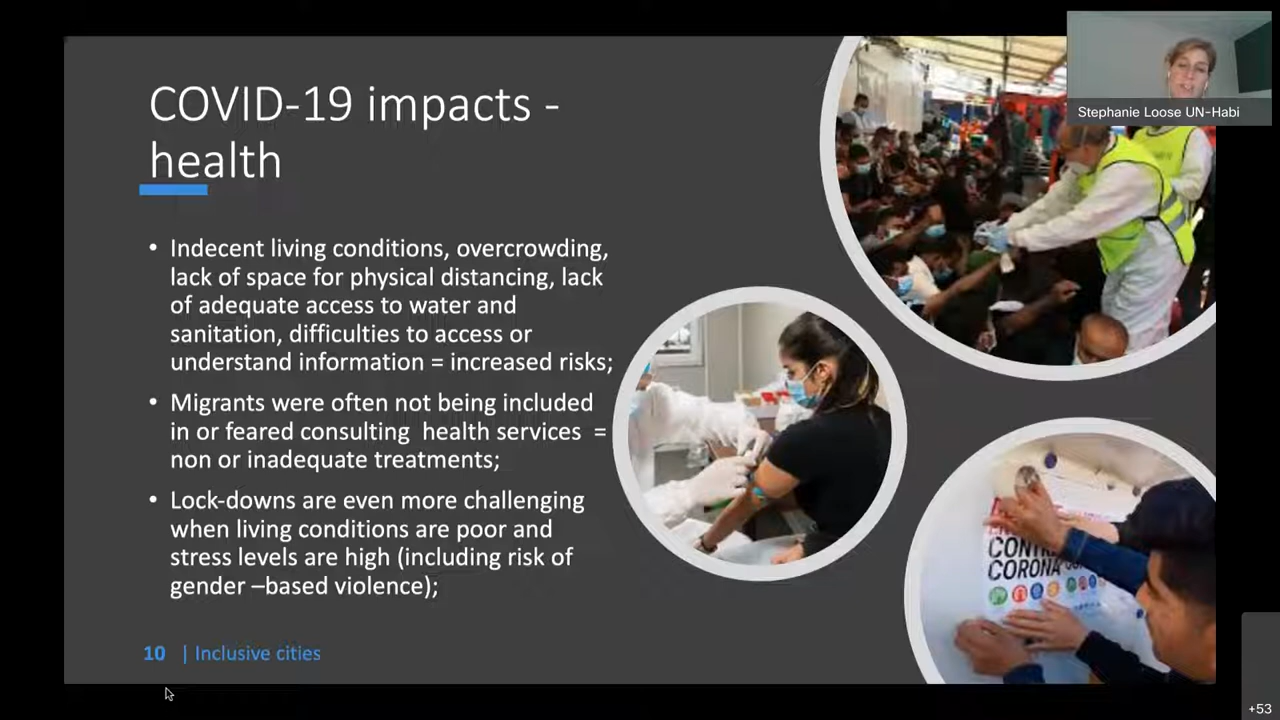 COVID-19 impacts -
health
• Indecent living conditions, overcrowding,
lack of space for physical distancing, lack
of adequate access to water and
sanitation, difficulties to access or
understand information = increased risks;
• Migrants were often not being included
in or feared consulting health services =
non or inadequate treatments;
• Lock-downs are even more challenging
when living conditions are poor and
stress levels are high (including risk of
gender –based violence);
10 | Inclusive cities
Stephanie Loose UN-Habi
CORONA
+53